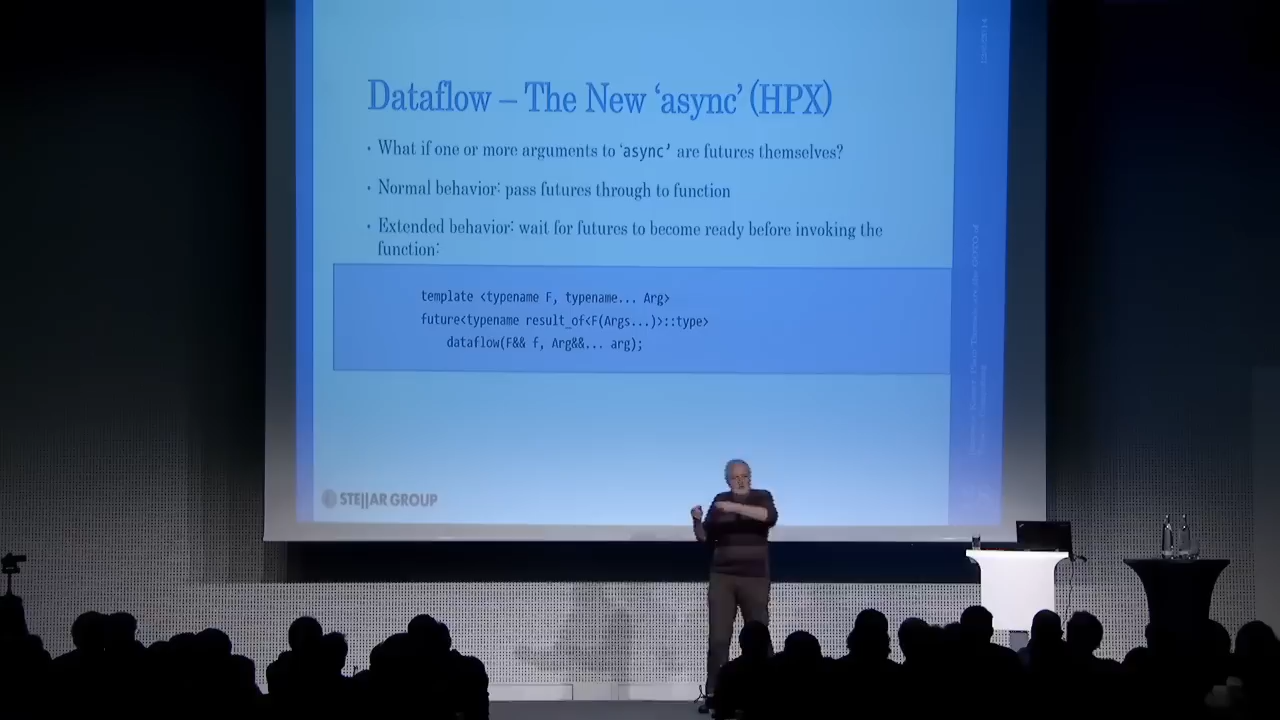 Dataflow – The New ‘async’ (HPX)
• What if one or more arguments to ‘async’ are futures themselves?
• Normal behavior: pass futures through to function
• Extended behavior: wait for futures to become ready before invoking the
function:
template <typename F, typename... Arg>
future<typename result_of<F(Args...)>::type>
dataflow(F&& f, Arg&&... arg);
STE||AR GROUP